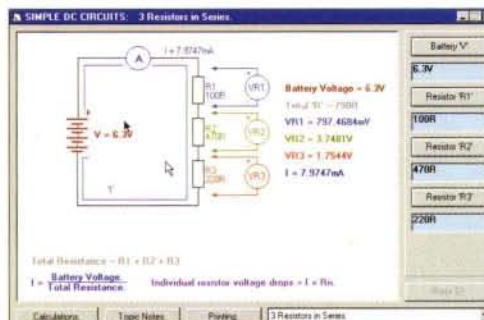 SIMPLE DC CIRCUITS: 3 Resistors in Series.
I = 7.9747mA
A
R1
100R
VR1
R2
470R
VR2
R3
220R
VR3
V = 6.3V
'I'
Battery Voltage = 6.3V
Total 'R' = 790R
VR1 = 797.4684mV
VR2 = 3.7481V
VR3 = 1.7544V
I = 7.9747mA
Total Resistance = R1 + R2 + R3
I = Battery Voltage.
Total Resistance.
Individual resistor voltage drops = I × Rn.
Battery 'V'
6.3V
Resistor 'R1'
100R
Resistor 'R2'
470R
Resistor 'R3'
220R
Calculations
Topic Notes
Printing
3 Resistors in Series